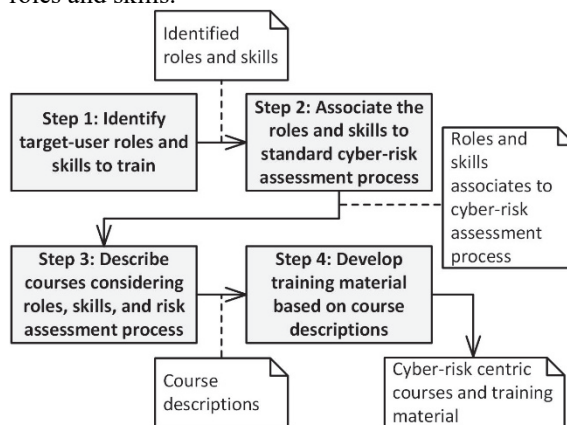 roles and skills.
Identified
roles and skills
Step 1: Identify
target-user roles and
skills to train
Step 2: Associate the
roles and skills to
standard cyber-risk
assessment process
Roles and
skills
associates to
cyber-risk
assessment
process
Step 3: Describe
courses considering
roles, skills, and risk
assessment process
Step 4: Develop
training material
based on course
descriptions
Course
descriptions
Cyber-risk centric
courses and training
material